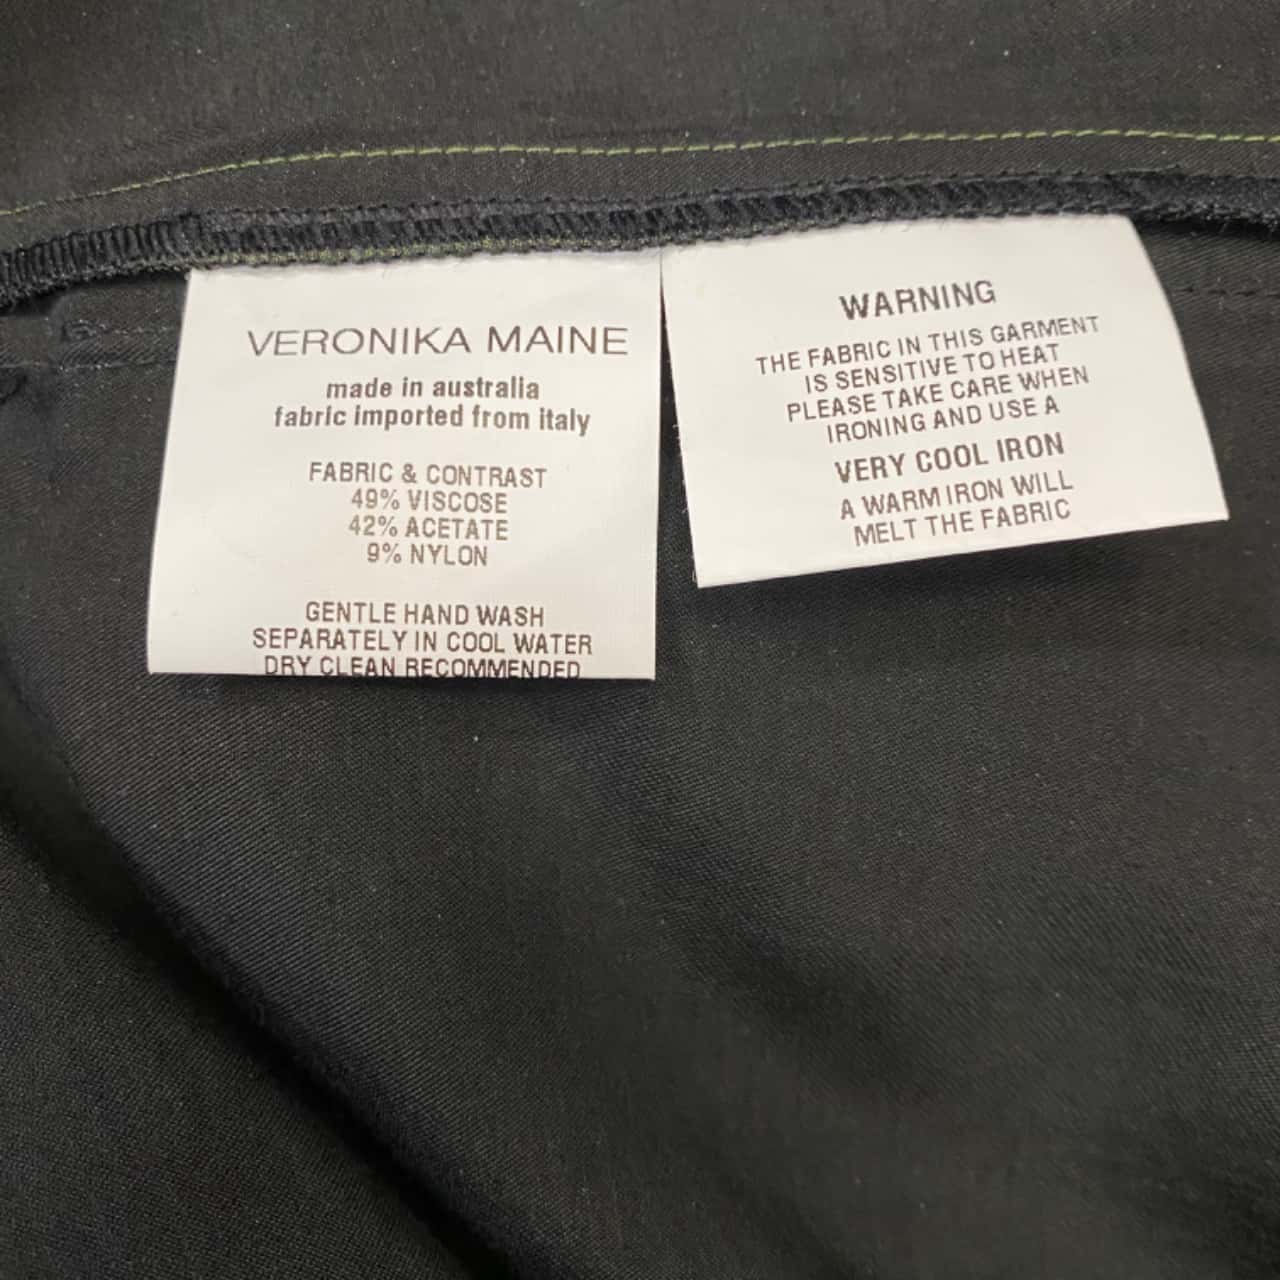 VERONIKA MAINE
made in australia
fabric imported from italy
FABRIC & CONTRAST
49% VISCOSE
42% ACETATE
9% NYLON
GENTLE HAND WASH
SEPARATELY IN COOL WATER
DRY CLEAN RECOMMENDED
WARNING
THE FABRIC IN THIS GARMENT
IS SENSITIVE TO HEAT
PLEASE TAKE CARE WHEN
IRONING AND USE A
VERY COOL IRON
A WARM IRON WILL
MELT THE FABRIC